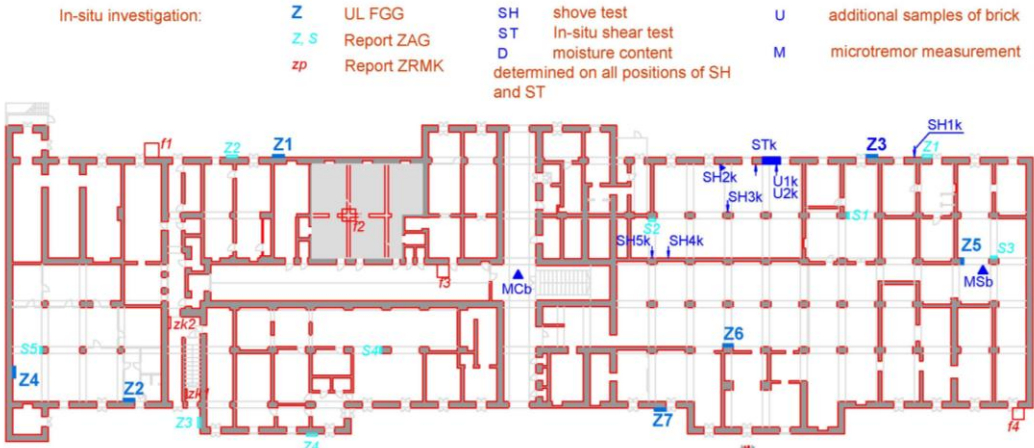 In-situ investigation:
Z UL FGG
Z, S Report ZAG
zp Report ZRMK
SH shove test
ST In-situ shear test
D moisture content
determined on all positions of SH
and ST
U additional samples of brick
M microtremor measurement
f1
Z2
Z1
STk
Z3
SH1k
Z1
SH2k
U1k
U2k
SH3k
f2
S2
S1
SH5k
SH4k
Z5
S3
f3
MCb
MSb
zk2
S5
S4
Z6
Z4
Z2
zk1
Z3
Z4
Z7
f4